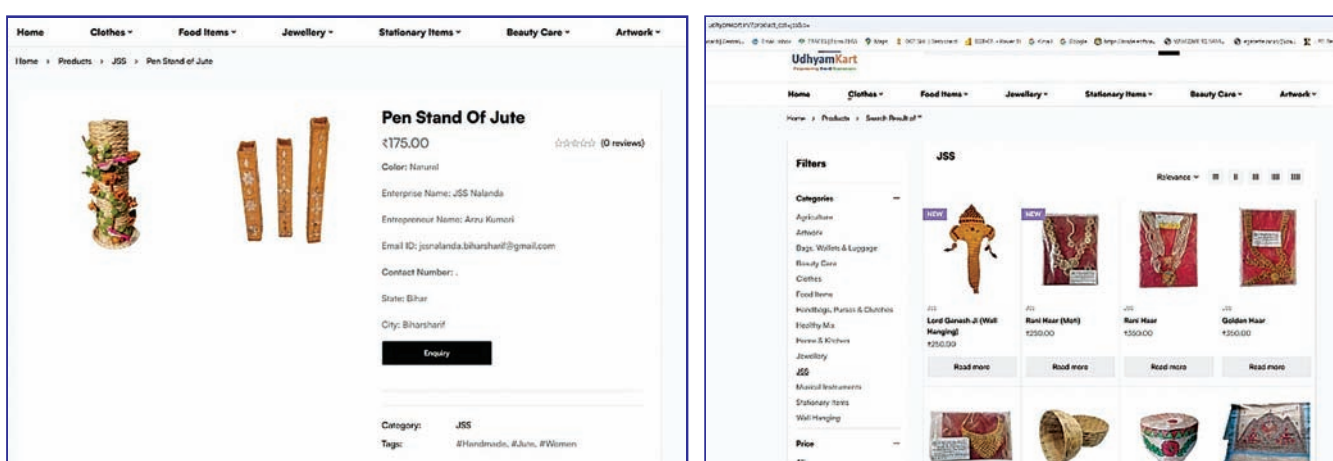 Home Clothes Food Items Jewellery Stationary Items Beauty Care Artwork
Home › Products › JSS › Pen Stand of Jute
Pen Stand Of Jute
₹175.00 (0 reviews)
Color: Natural
Enterprise Name: JSS Nalanda
Entrepreneur Name: Arzu Kumari
Email ID: jssnalanda.biharsharif@gmail.com
Contact Number: .
State: Bihar
City: Biharsharif
Enquiry
Category: JSS
Tags: #Handmade, #Jute, #Women
UdhyamKart
Home Clothes Food Items Jewellery Stationary Items Beauty Care Artwork
Home › Products › Search Result of ""
Filters
Categories –
Agriculture
Artwork
Bags, Wallets & Luggage
Beauty Care
Clothes
Food Items
Handbags, Purses & Clutches
Healthy Mix
Home & Kitchen
Jewellery
JSS
Musical Instruments
Stationary Items
Wall Hanging
Price –
JSS
Relevance
NEW NEW
JSS JSS JSS JSS
Lord Ganesh Ji (Wall Hanging) Rani Haar (Moti) Rani Haar Golden Haar
₹250.00 ₹250.00 ₹350.00 ₹350.00
Read more Read more Read more Read more